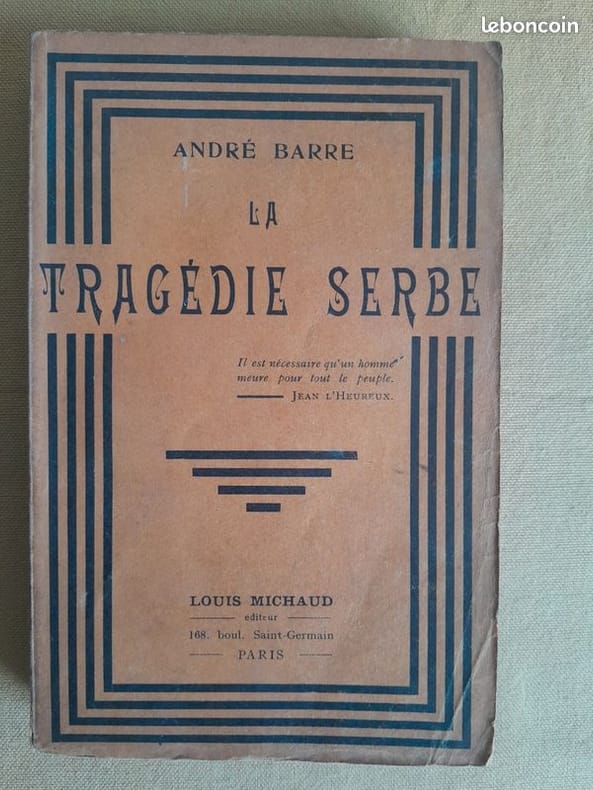 leboncoin
ANDRÉ BARRE
LA
TRAGÉDIE SERBE
Il est nécessaire qu'un homme
meure pour tout le peuple.
JEAN L'HEUREUX.
LOUIS MICHAUD
éditeur
168, boul. Saint-Germain
PARIS